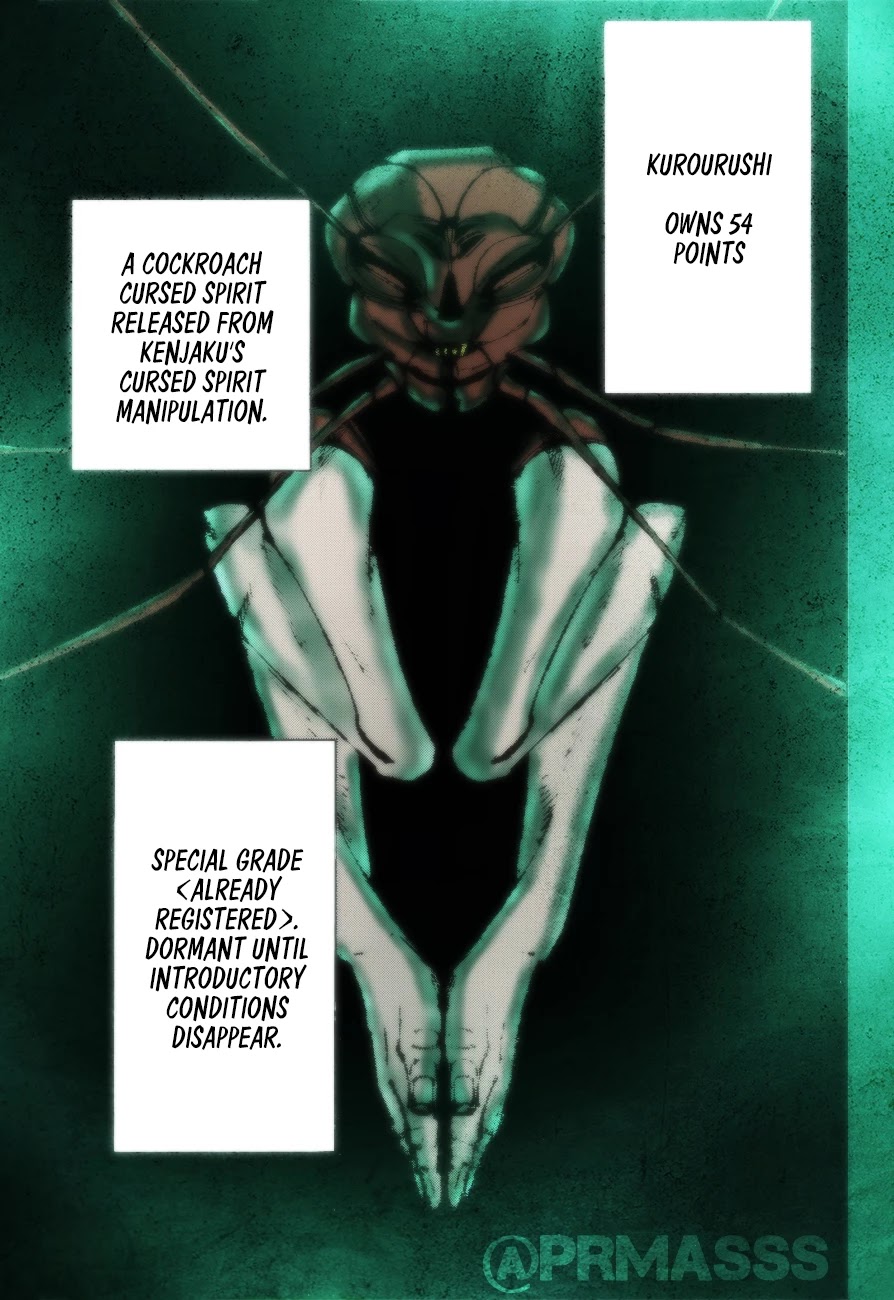 KUROURUSHI
OWNS 54
POINTS
A COCKROACH
CURSED SPIRIT
RELEASED FROM
KENJAKU'S
CURSED SPIRIT
MANIPULATION.
SPECIAL GRADE
<ALREADY
REGISTERED>.
DORMANT UNTIL
INTRODUCTORY
CONDITIONS
DISAPPEAR.
@PRMASSS